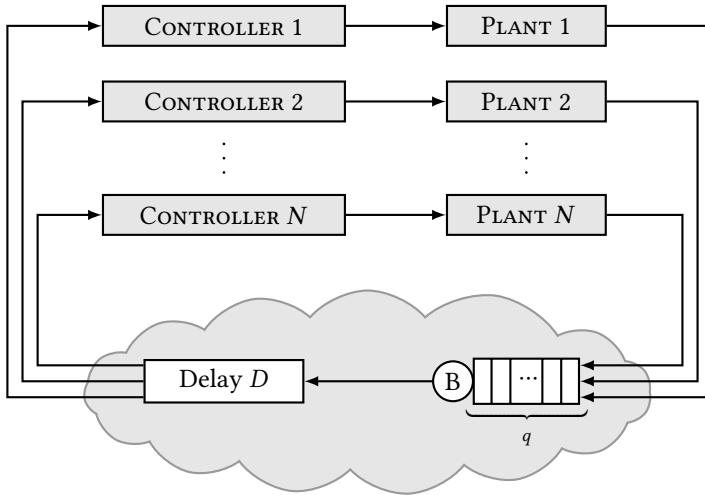 CONTROLLER 1
PLANT 1
CONTROLLER 2
PLANT 2
⋮
⋮
CONTROLLER N
PLANT N
Delay D
B
...
q